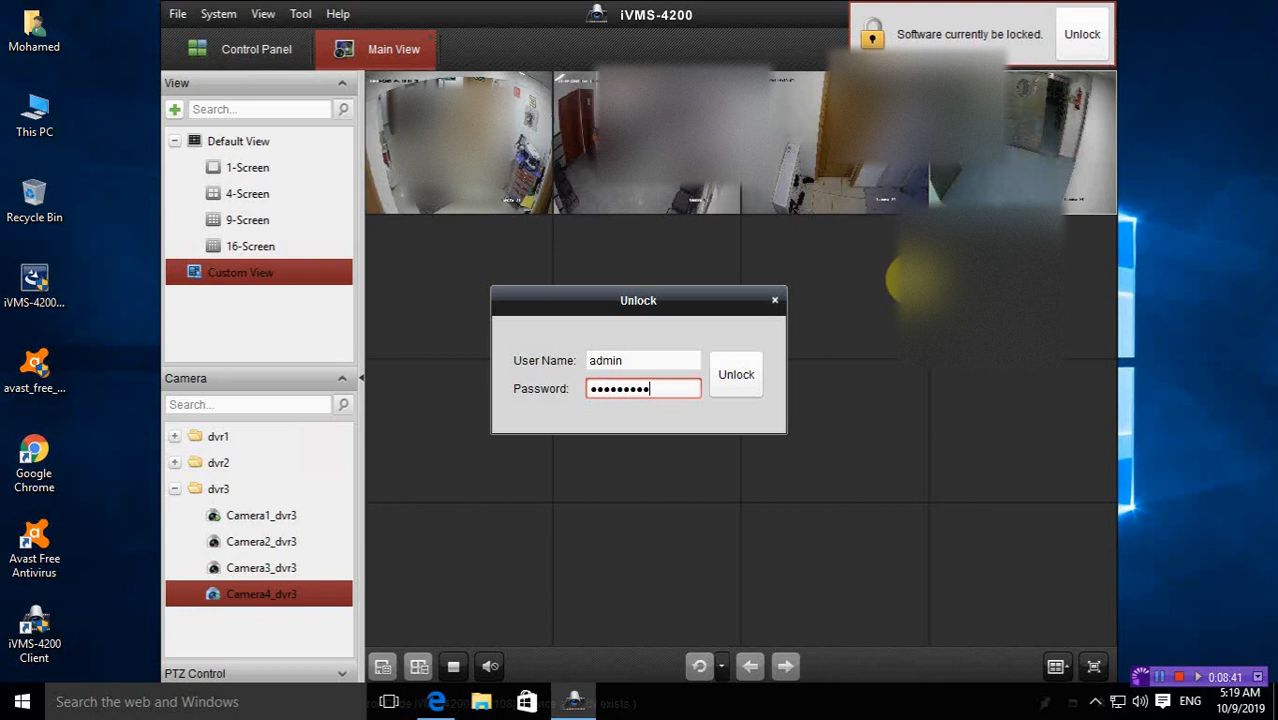 File System View Tool Help
iVMS-4200
Software currently be locked.
Unlock
Control Panel
Main View
Mohamed
This PC
Recycle Bin
iVMS-4200...
avast_free_...
Google
Chrome
Avast Free
Antivirus
iVMS-4200
Client
View
Search...
Default View
1-Screen
4-Screen
9-Screen
16-Screen
Custom View
Camera
Search...
dvr1
dvr2
dvr3
Camera1_dvr3
Camera2_dvr3
Camera3_dvr3
Camera4_dvr3
PTZ Control
Unlock
User Name: admin
Password: ●●●●●●●●●
Unlock
0:08:41
Search the web and Windows
ENG
5:19 AM
10/9/2019